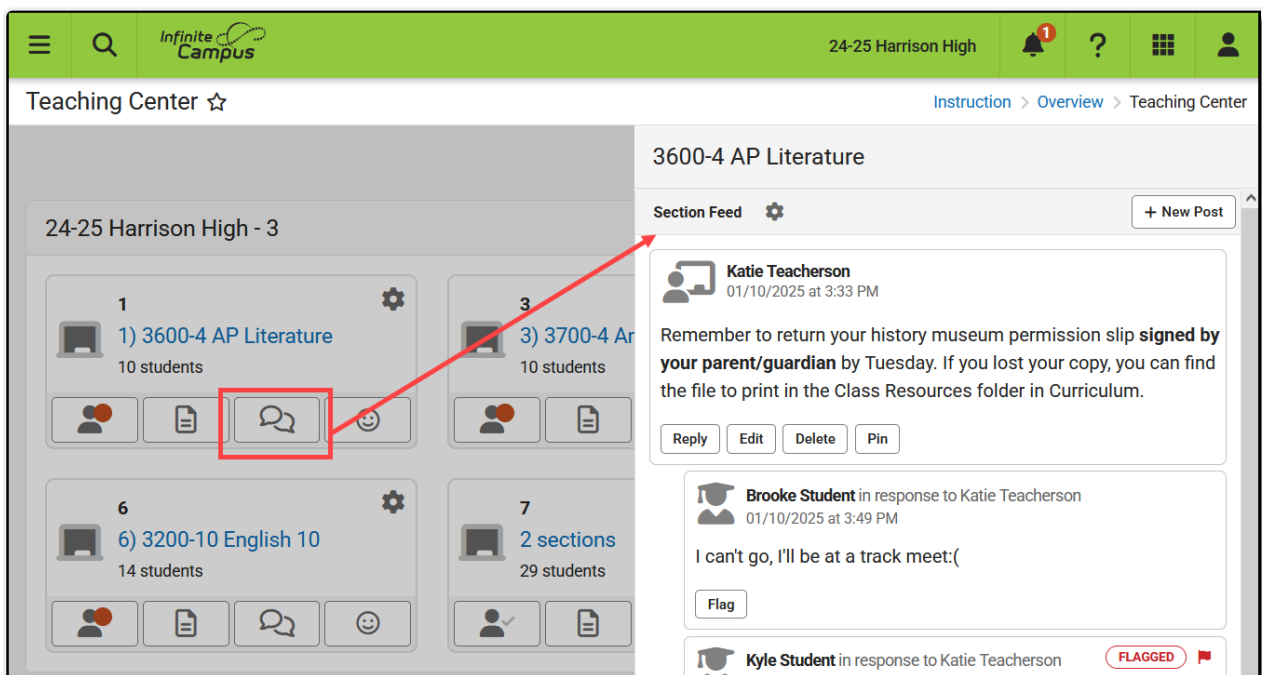 Infinite
Campus
24-25 Harrison High
1
?
Teaching Center
Instruction > Overview > Teaching Center
24-25 Harrison High - 3
1
1) 3600-4 AP Literature
10 students
3
3) 3700-4 Ar
10 students
6
6) 3200-10 English 10
14 students
7
2 sections
29 students
3600-4 AP Literature
Section Feed
+ New Post
Katie Teacherson
01/10/2025 at 3:33 PM
Remember to return your history museum permission slip signed by
your parent/guardian by Tuesday. If you lost your copy, you can find
the file to print in the Class Resources folder in Curriculum.
Reply Edit Delete Pin
Brooke Student in response to Katie Teacherson
01/10/2025 at 3:49 PM
I can't go, I'll be at a track meet:(
Flag
Kyle Student in response to Katie Teacherson
FLAGGED